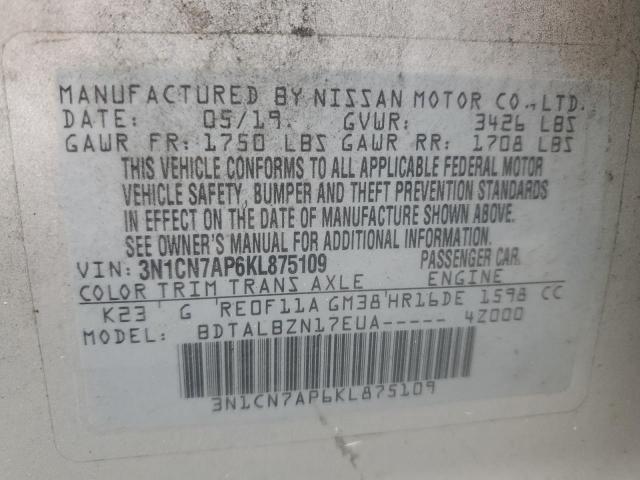 MANUFACTURED BY NISSAN MOTOR CO.,LTD.
DATE: 05/19. GVWR: 3426 LBS
GAWR FR: 1750 LBS GAWR RR: 1708 LBS
THIS VEHICLE CONFORMS TO ALL APPLICABLE FEDERAL MOTOR
VEHICLE SAFETY, BUMPER AND THEFT PREVENTION STANDARDS
IN EFFECT ON THE DATE OF MANUFACTURE SHOWN ABOVE.
SEE OWNER'S MANUAL FOR ADDITIONAL INFORMATION.
VIN: 3N1CN7AP6KL875109 PASSENGER CAR.
COLOR TRIM TRANS AXLE ENGINE
K23 G RE0F11A GM38 HR16DE 1598 CC
MODEL: BDTALBZN17EUA----- 4Z000
3N1CN7AP6KL875109